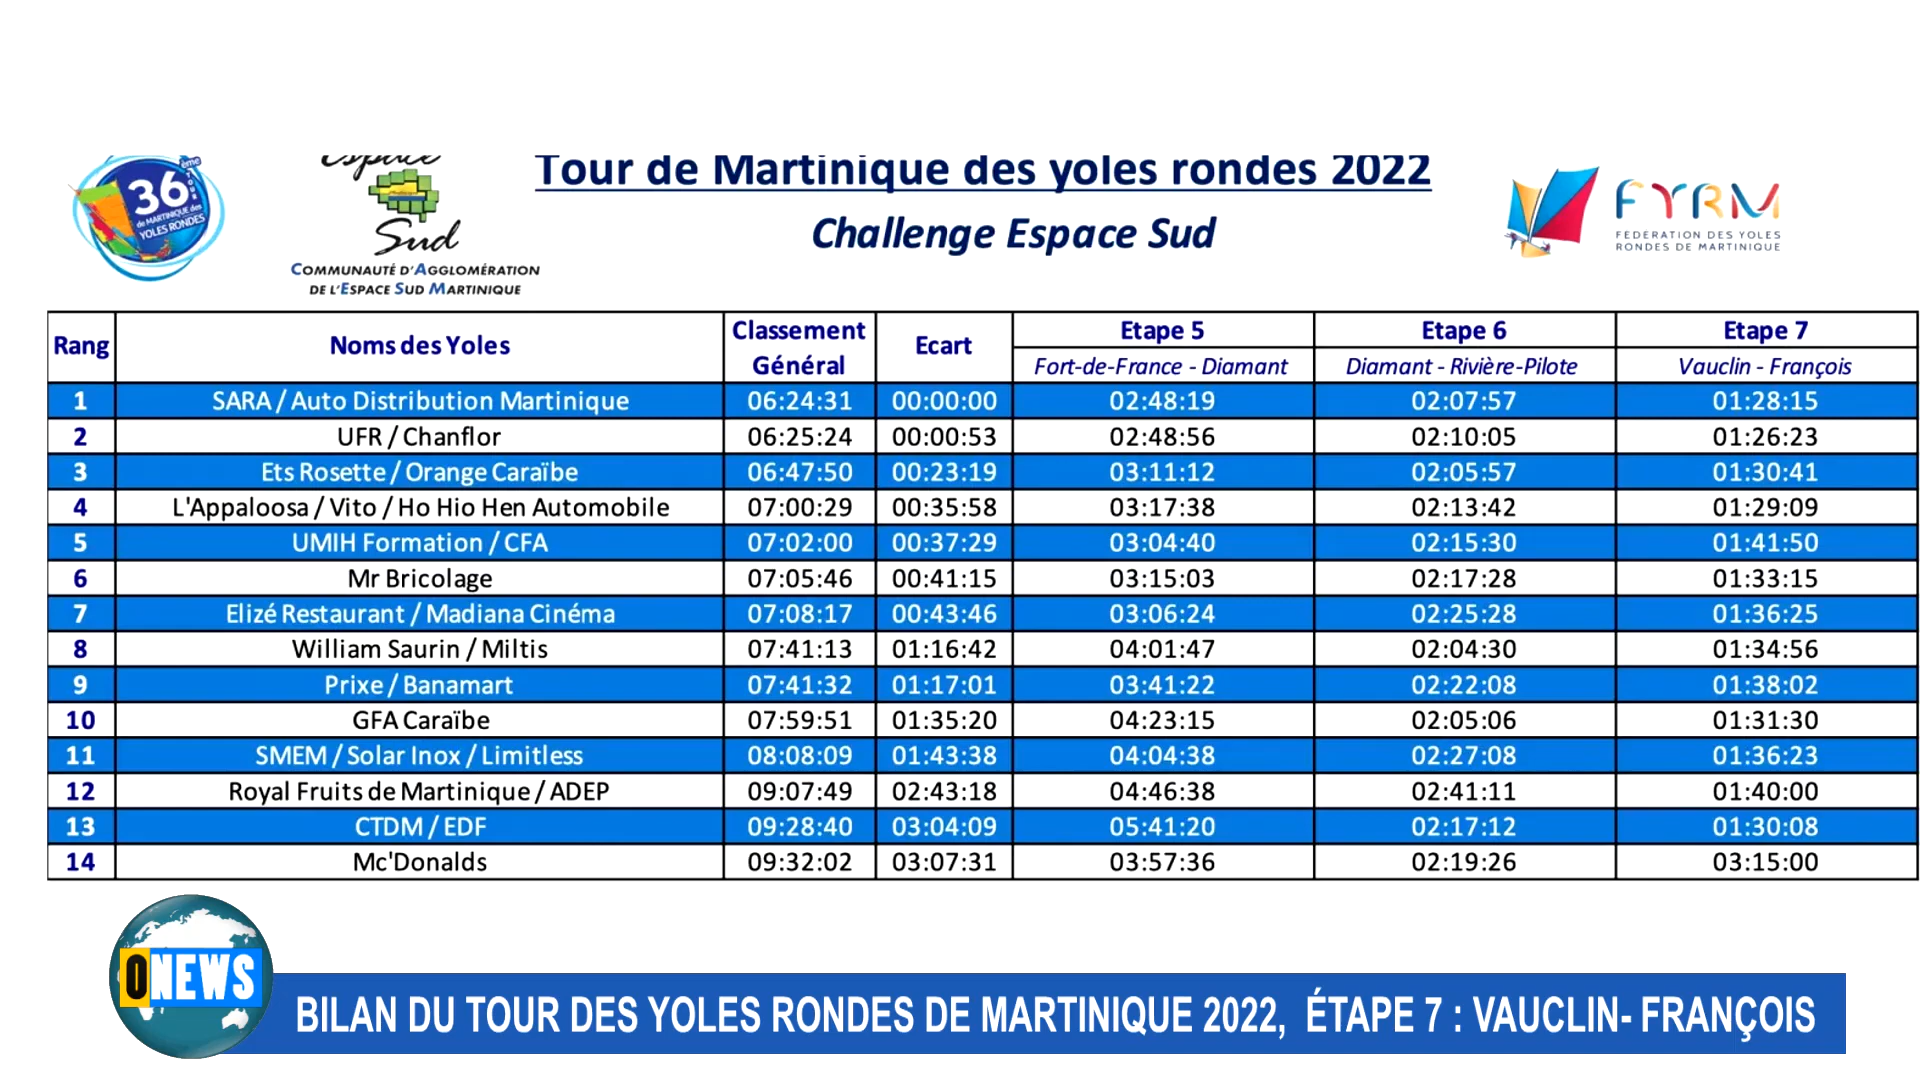 36 ème
TOUR
de MARTINIQUE des
YOLES RONDES
Espace
Sud
COMMUNAUTÉ D'AGGLOMÉRATION
DE L'ESPACE SUD MARTINIQUE
Tour de Martinique des yoles rondes 2022
Challenge Espace Sud
FYRM
FEDERATION DES YOLES
RONDES DE MARTINIQUE
Rang Noms des Yoles Classement Général Ecart Etape 5 Etape 6 Etape 7
Fort-de-France - Diamant Diamant - Rivière-Pilote Vauclin - François
1 SARA / Auto Distribution Martinique 06:24:31 00:00:00 02:48:19 02:07:57 01:28:15
2 UFR / Chanflor 06:25:24 00:00:53 02:48:56 02:10:05 01:26:23
3 Ets Rosette / Orange Caraïbe 06:47:50 00:23:19 03:11:12 02:05:57 01:30:41
4 L'Appaloosa / Vito / Ho Hio Hen Automobile 07:00:29 00:35:58 03:17:38 02:13:42 01:29:09
5 UMIH Formation / CFA 07:02:00 00:37:29 03:04:40 02:15:30 01:41:50
6 Mr Bricolage 07:05:46 00:41:15 03:15:03 02:17:28 01:33:15
7 Elizé Restaurant / Madiana Cinéma 07:08:17 00:43:46 03:06:24 02:25:28 01:36:25
8 William Saurin / Miltis 07:41:13 01:16:42 04:01:47 02:04:30 01:34:56
9 Prixe / Banamart 07:41:32 01:17:01 03:41:22 02:22:08 01:38:02
10 GFA Caraïbe 07:59:51 01:35:20 04:23:15 02:05:06 01:31:30
11 SMEM / Solar Inox / Limitless 08:08:09 01:43:38 04:04:38 02:27:08 01:36:23
12 Royal Fruits de Martinique / ADEP 09:07:49 02:43:18 04:46:38 02:41:11 01:40:00
13 CTDM / EDF 09:28:40 03:04:09 05:41:20 02:17:12 01:30:08
14 Mc'Donalds 09:32:02 03:07:31 03:57:36 02:19:26 03:15:00
ONEWS
BILAN DU TOUR DES YOLES RONDES DE MARTINIQUE 2022, ÉTAPE 7 : VAUCLIN- FRANÇOIS